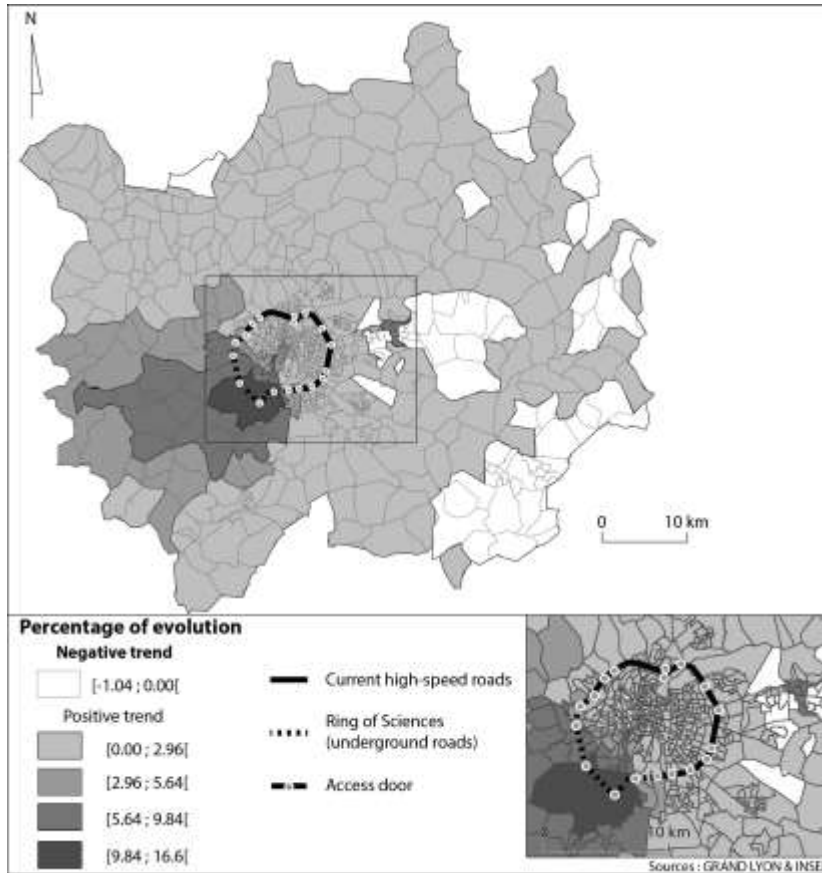 N
0 10 km
Percentage of evolution
Negative trend
[-1.04 ; 0.00[
Positive trend
[0.00 ; 2.96[
[2.96 ; 5.64[
[5.64 ; 9.84[
[9.84 ; 16.6[
Current high-speed roads
Ring of Sciences
(underground roads)
Access door
10 km
Sources : GRAND LYON & INSE